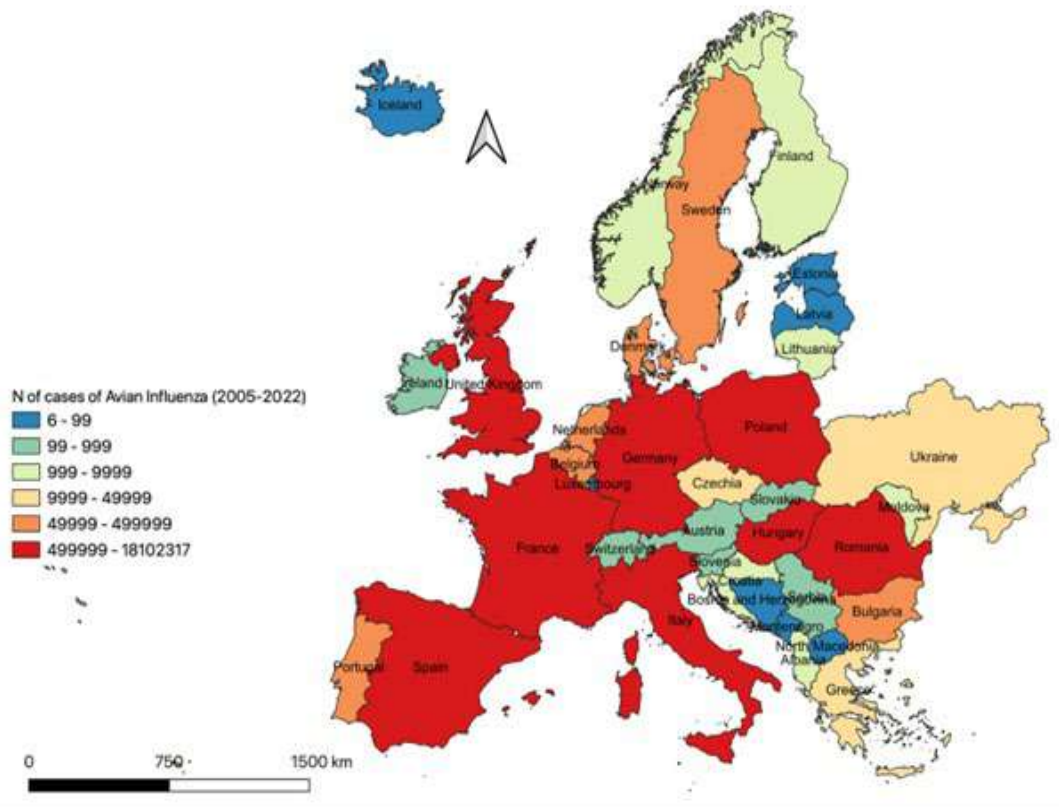 Iceland
Finland
Norway
Sweden
Estonia
Latvia
Lithuania
Denmark
Ireland
United Kingdom
N of cases of Avian Influenza (2005-2022)
6 - 99
99 - 999
999 - 9999
9999 - 49999
49999 - 499999
499999 - 18102317
Netherlands
Poland
Germany
Belgium
Ukraine
Luxembourg
Czechia
Slovakia
Moldova
Austria
Hungary
France
Switzerland
Romania
Slovenia
Croatia
Bosnia and Herzegovina
Serbia
Bulgaria
Italy
Montenegro
North Macedonia
Albania
Portugal
Spain
Greece
0 750 1500 km